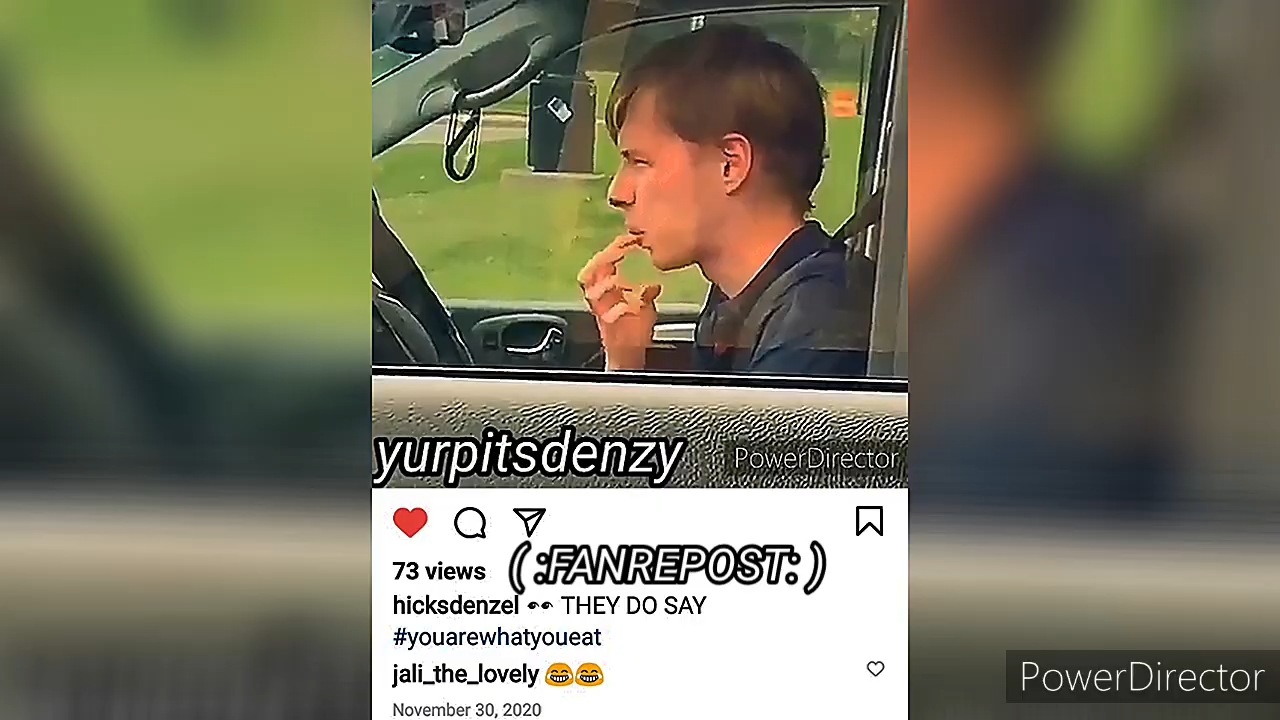 yurpitsdenzy
PowerDirector
(:FANREPOST:)
73 views
hicksdenzel 👀 THEY DO SAY
#youarewhatyoueat
jali_the_lovely 😂😂
November 30, 2020
PowerDirector